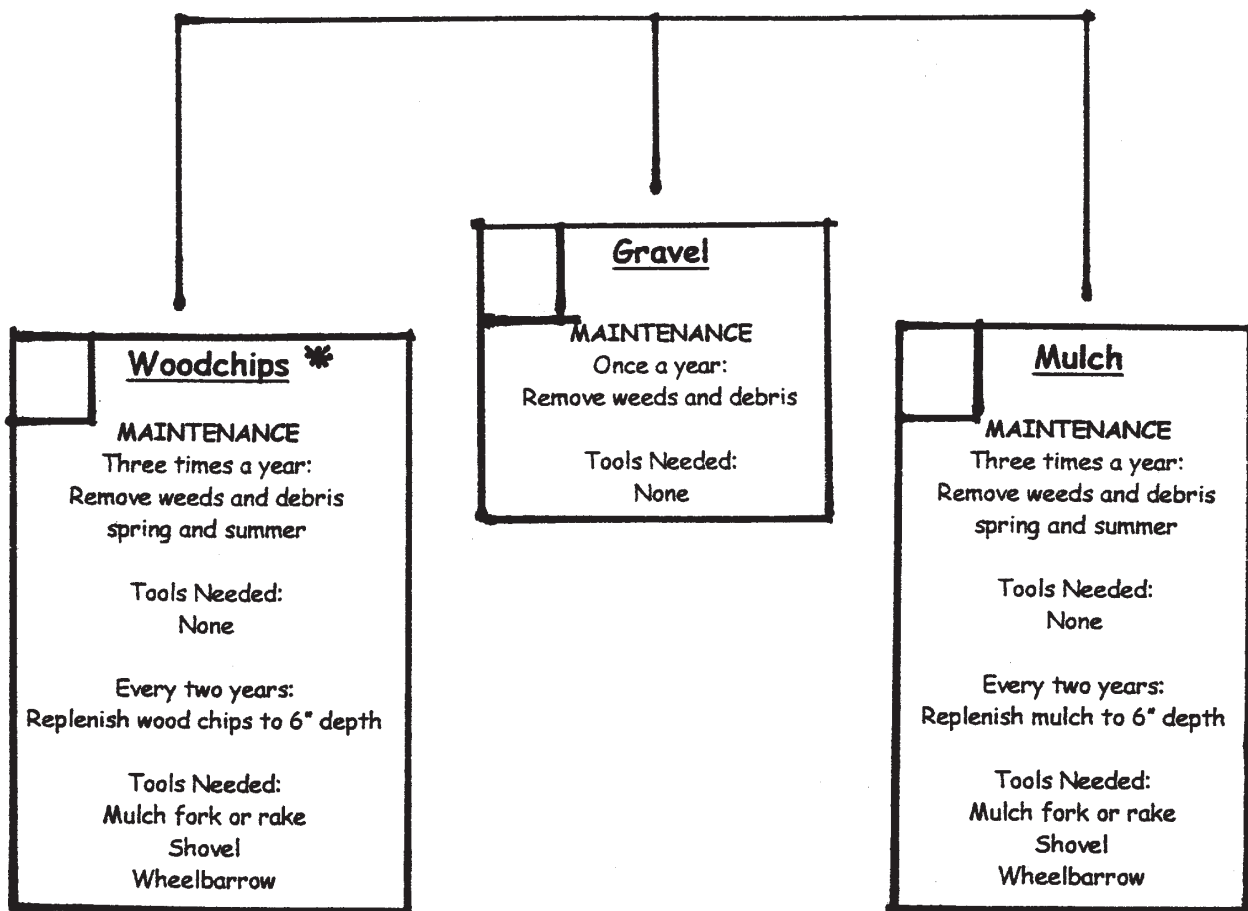 Woodchips *
MAINTENANCE
Three times a year:
Remove weeds and debris
spring and summer
Tools Needed:
None
Every two years:
Replenish wood chips to 6" depth
Tools Needed:
Mulch fork or rake
Shovel
Wheelbarrow
Gravel
MAINTENANCE
Once a year:
Remove weeds and debris
Tools Needed:
None
Mulch
MAINTENANCE
Three times a year:
Remove weeds and debris
spring and summer
Tools Needed:
None
Every two years:
Replenish mulch to 6" depth
Tools Needed:
Mulch fork or rake
Shovel
Wheelbarrow